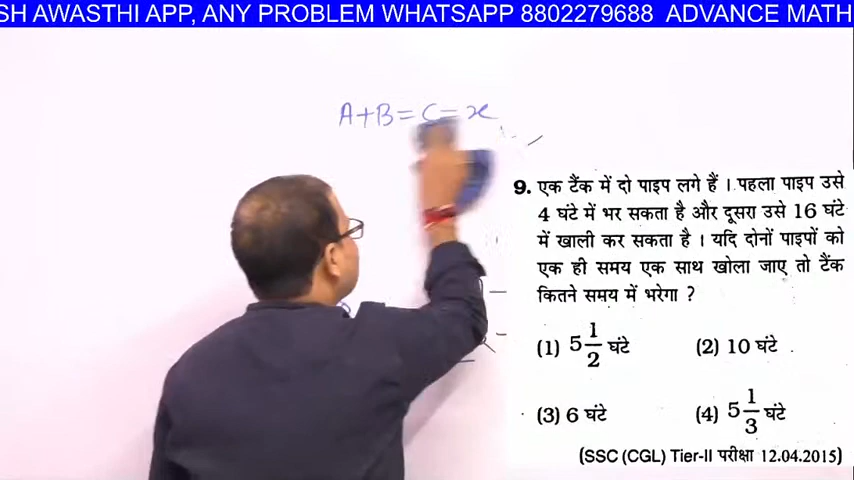 SH AWASTHI APP, ANY PROBLEM WHATSAPP 8802279688 ADVANCE MATH
A+B= C= x
9. एक टैंक में दो पाइप लगे हैं । पहला पाइप उसे
4 घंटे में भर सकता है और दूसरा उसे 16 घंटे
में खाली कर सकता है । यदि दोनों पाइपों को
एक ही समय एक साथ खोला जाए तो टैंक
कितने समय में भरेगा ?
(1) 5 1/2 घंटे (2) 10 घंटे .
(3) 6 घंटे (4) 5 1/3 घंटे
(SSC (CGL) Tier-II परीक्षा 12.04.2015)